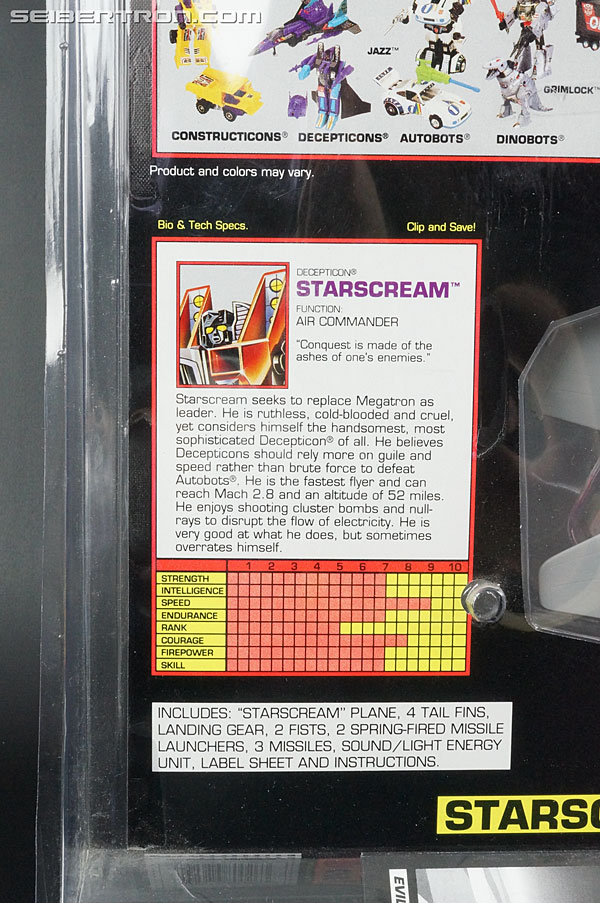 SEIBERTRON.COM
JAZZ™
GRIMLOCK™
CONSTRUCTICONS® DECEPTICONS® AUTOBOTS® DINOBOTS®
Product and colors may vary.
Bio & Tech Specs. Clip and Save!
DECEPTICON®
STARSCREAM™
FUNCTION:
AIR COMMANDER
"Conquest is made of the
ashes of one's enemies."
Starscream seeks to replace Megatron as
leader. He is ruthless, cold-blooded and cruel,
yet considers himself the handsomest, most
sophisticated Decepticon® of all. He believes
Decepticons should rely more on guile and
speed rather than brute force to defeat
Autobots®. He is the fastest flyer and can
reach Mach 2.8 and an altitude of 52 miles.
He enjoys shooting cluster bombs and null-
rays to disrupt the flow of electricity. He is
very good at what he does, but sometimes
overrates himself.
1 2 3 4 5 6 7 8 9 10
STRENGTH
INTELLIGENCE
SPEED
ENDURANCE
RANK
COURAGE
FIREPOWER
SKILL
INCLUDES: "STARSCREAM" PLANE, 4 TAIL FINS,
LANDING GEAR, 2 FISTS, 2 SPRING-FIRED MISSILE
LAUNCHERS, 3 MISSILES, SOUND/LIGHT ENERGY
UNIT, LABEL SHEET AND INSTRUCTIONS.